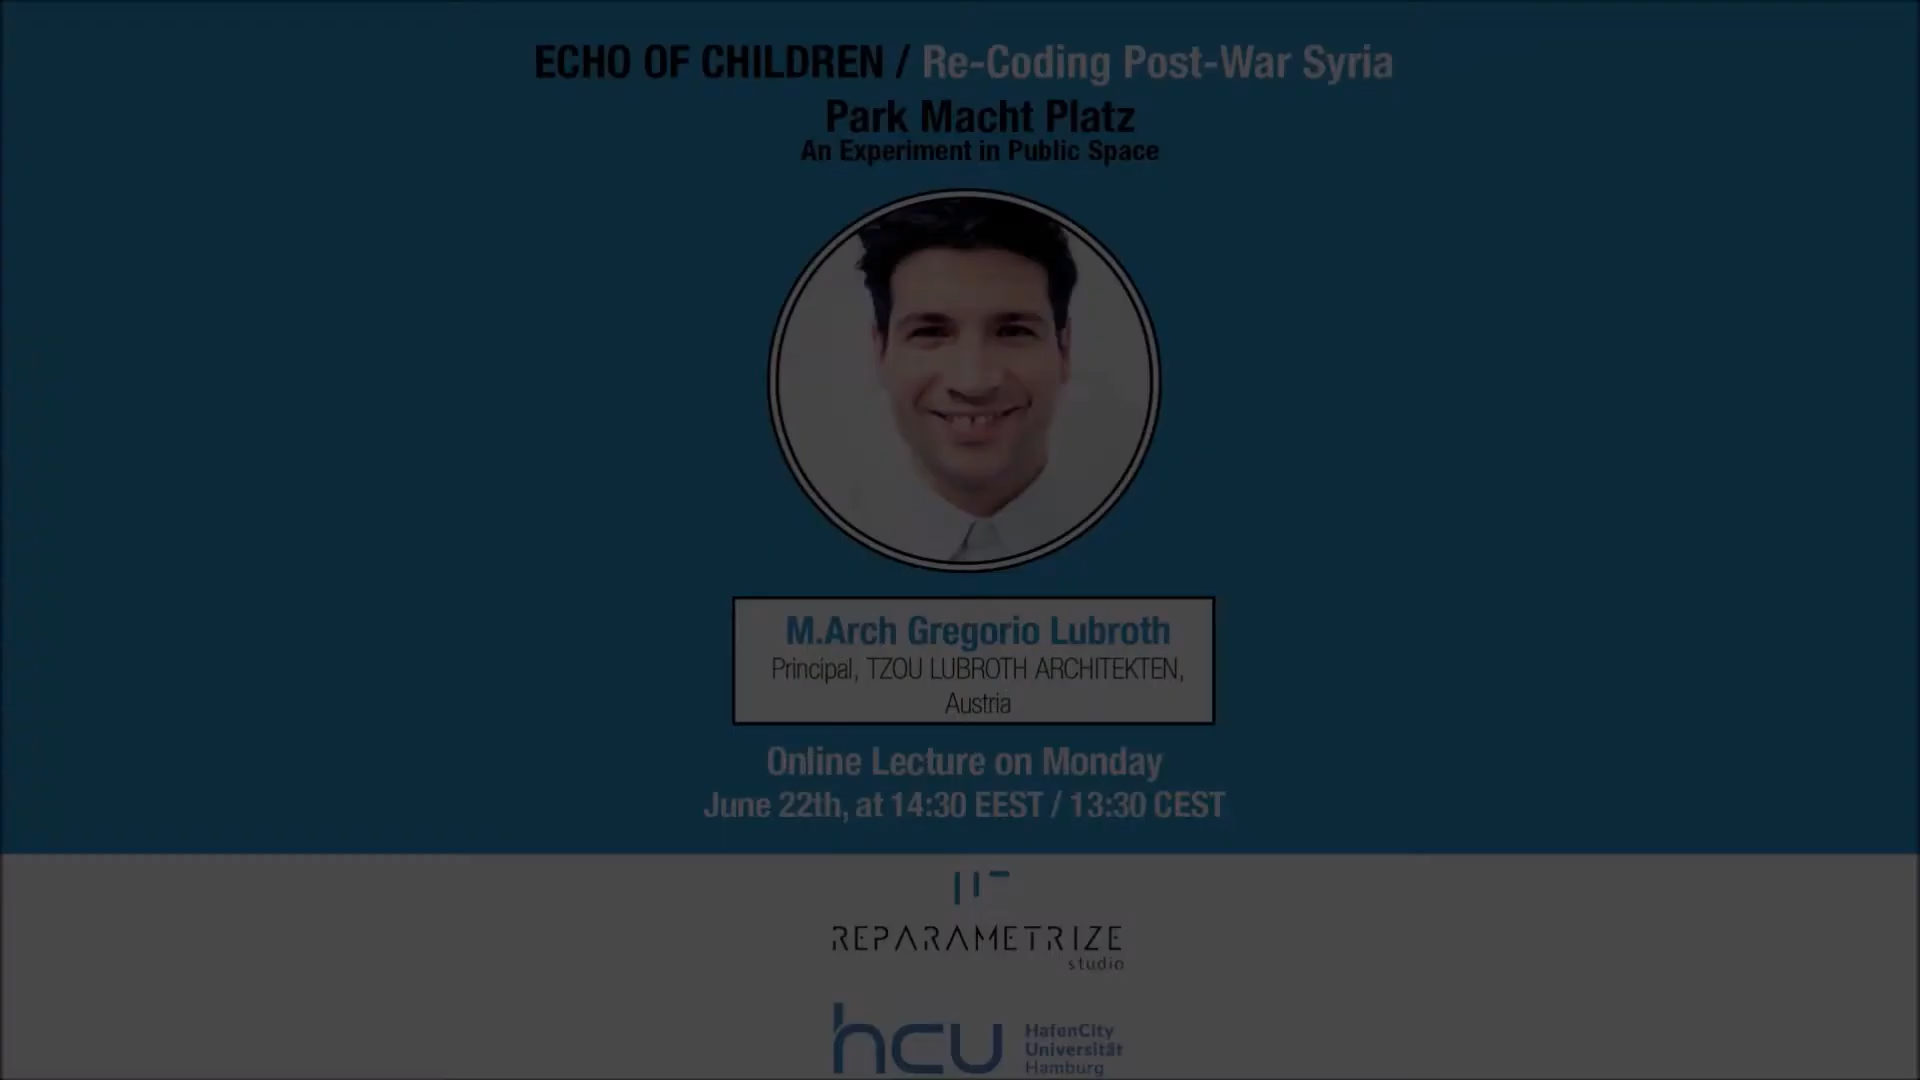 ECHO OF CHILDREN / Re-Coding Post-War Syria
Park Macht Platz
An Experiment in Public Space
M.Arch Gregorio Lubroth
Principal, TZOU LUBROTH ARCHITEKTEN,
Austria
Online Lecture on Monday
June 22th, at 14:30 EEST / 13:30 CEST
REPARAMETRIZE
studio
hcu
HafenCity
Universität
Hamburg